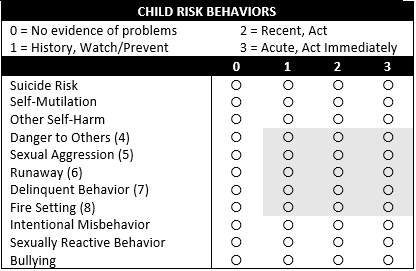 CHILD RISK BEHAVIORS
0 = No evidence of problems 2 = Recent, Act
1 = History, Watch/Prevent 3 = Acute, Act Immediately
0 1 2 3
Suicide Risk
Self-Mutilation
Other Self-Harm
Danger to Others (4)
Sexual Aggression (5)
Runaway (6)
Delinquent Behavior (7)
Fire Setting (8)
Intentional Misbehavior
Sexually Reactive Behavior
Bullying